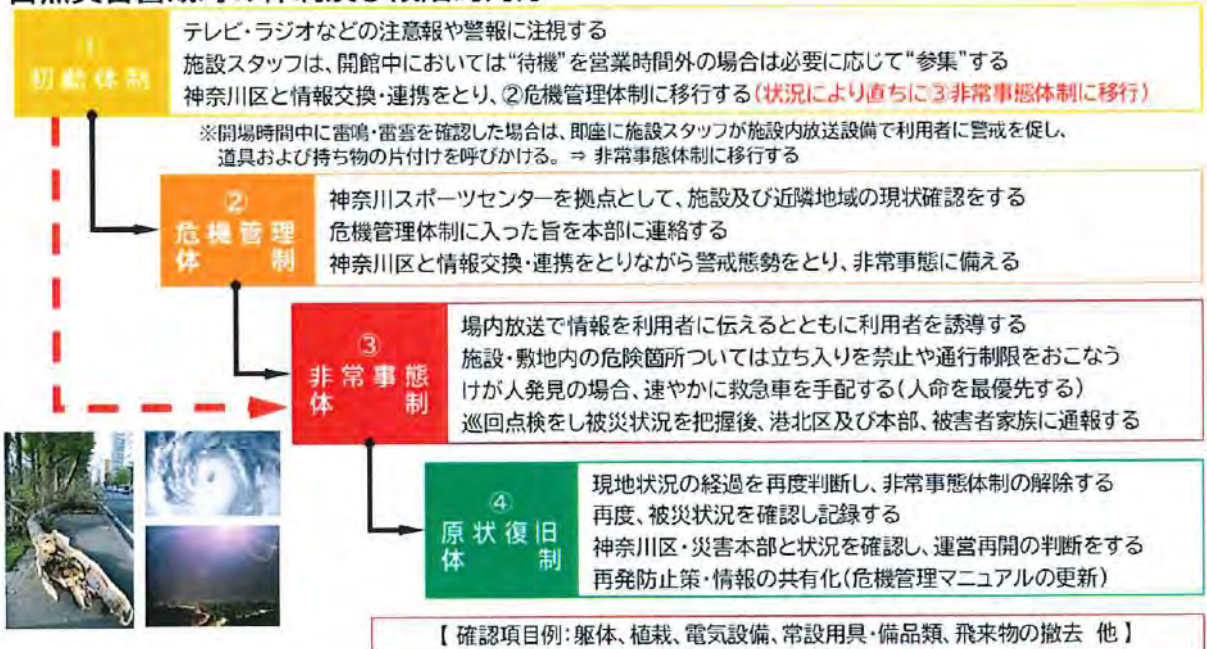 ①
初動体制
テレビ・ラジオなどの注意報や警報に注視する
施設スタッフは、開館中においては“待機”を営業時間外の場合は必要に応じて“参集”する
神奈川区と情報交換・連携をとり、②危機管理体制に移行する(状況により直ちに③非常事態体制に移行)
※開場時間中に雷鳴・雷雲を確認した場合は、即座に施設スタッフが施設内放送設備で利用者に警戒を促し、
道具および持ち物の片付けを呼びかける。⇒ 非常事態体制に移行する
②
危機管理
体制
神奈川スポーツセンターを拠点として、施設及び近隣地域の現状確認をする
危機管理体制に入った旨を本部に連絡する
神奈川区と情報交換・連携をとりながら警戒態勢をとり、非常事態に備える
③
非常事態
体制
場内放送で情報を利用者に伝えるとともに利用者を誘導する
施設・敷地内の危険箇所ついては立ち入りを禁止や通行制限をおこなう
けが人発見の場合、速やかに救急車を手配する(人命を最優先する)
巡回点検をし被災状況を把握後、港北区及び本部、被害者家族に通報する
④
原状復旧
体制
現地状況の経過を再度判断し、非常事態体制の解除する
再度、被災状況を確認し記録する
神奈川区・災害本部と状況を確認し、運営再開の判断をする
再発防止策・情報の共有化(危機管理マニュアルの更新)
【 確認項目例:躯体、植栽、電気設備、常設用具・備品類、飛来物の撤去 他 】